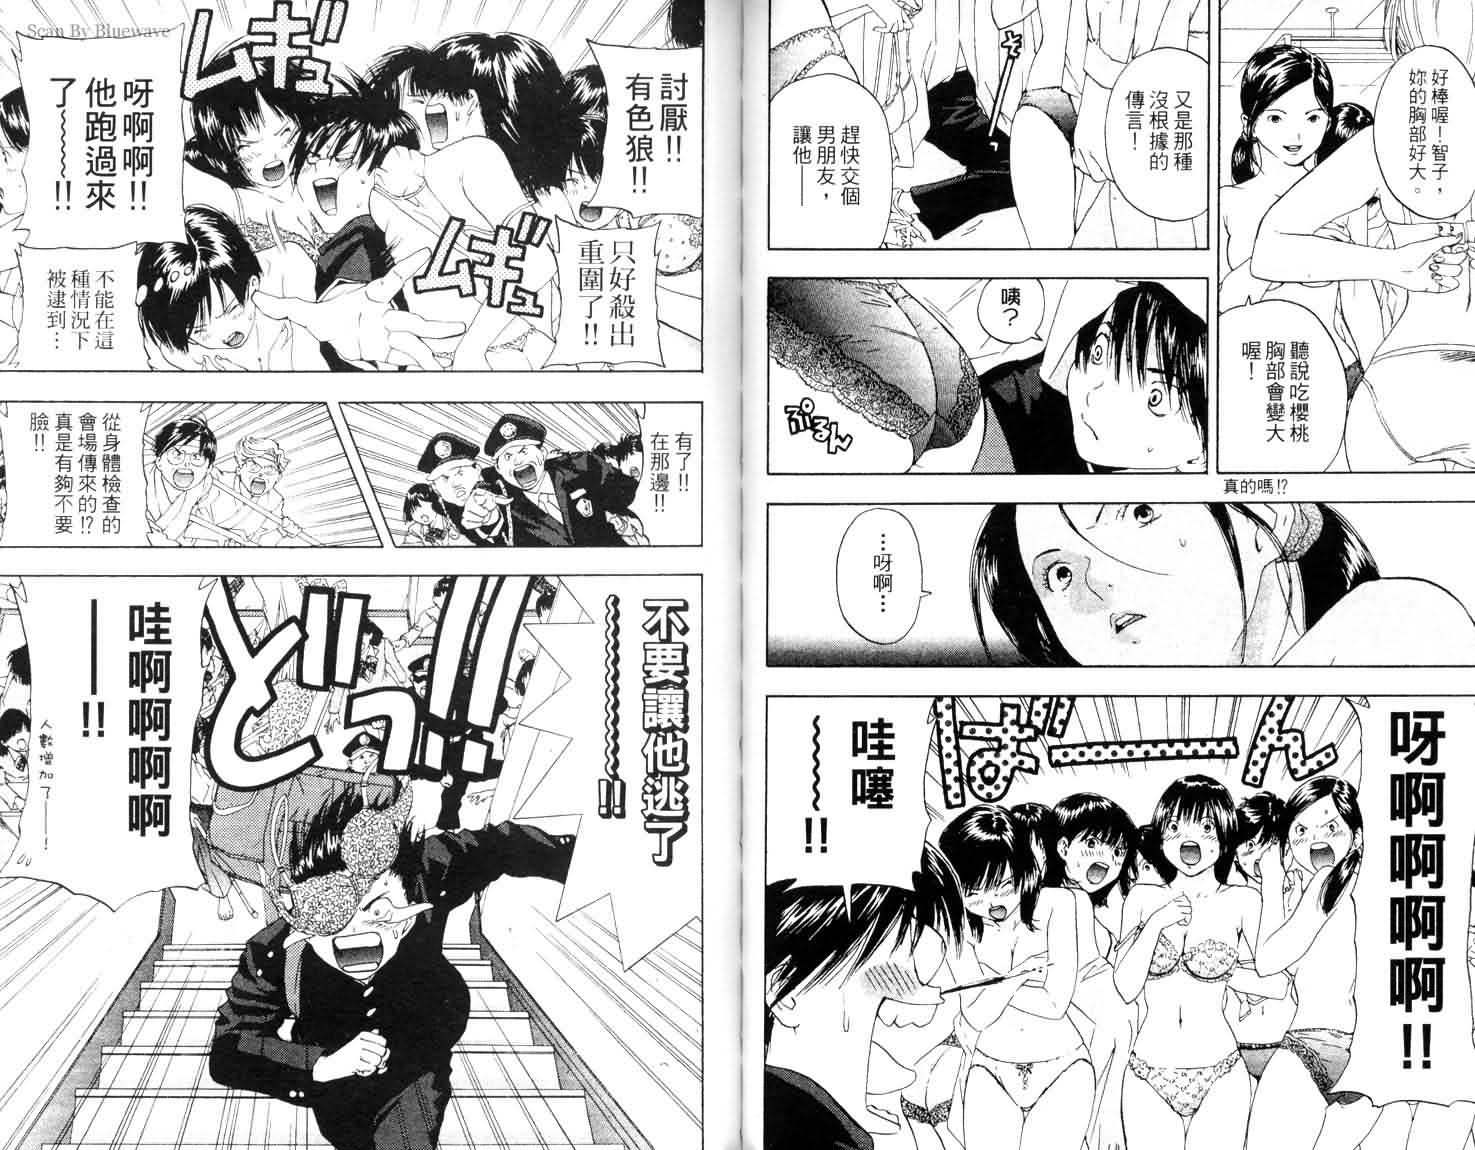 好棒喔！智子，
妳的胸部好大。
聽說吃櫻桃
胸部會變大
喔！
真的嗎!?
又是那種
沒根據的
傳言！
趕快交個
男朋友，
讓他——
そ〜
咦？
ぷるん
…呀啊…
呀啊啊啊啊啊!!
ばーーん
哇噻
〜〜〜!!
討厭!!
有色狼!!
ムギュ
呀啊啊!!
他跑過來
了〜〜〜!!
只好殺出
重圍了!!
ムギュ
不能在這
種情況下
被逮到…
有了!!
在那邊!!
從身體檢查的
會場傳來的!?
真是有夠不要
臉!!
不要讓他逃了
〜〜〜〜!!
どどっ!!
哇啊啊啊啊
——!!
人數增加了——！
Scan By Bluewave